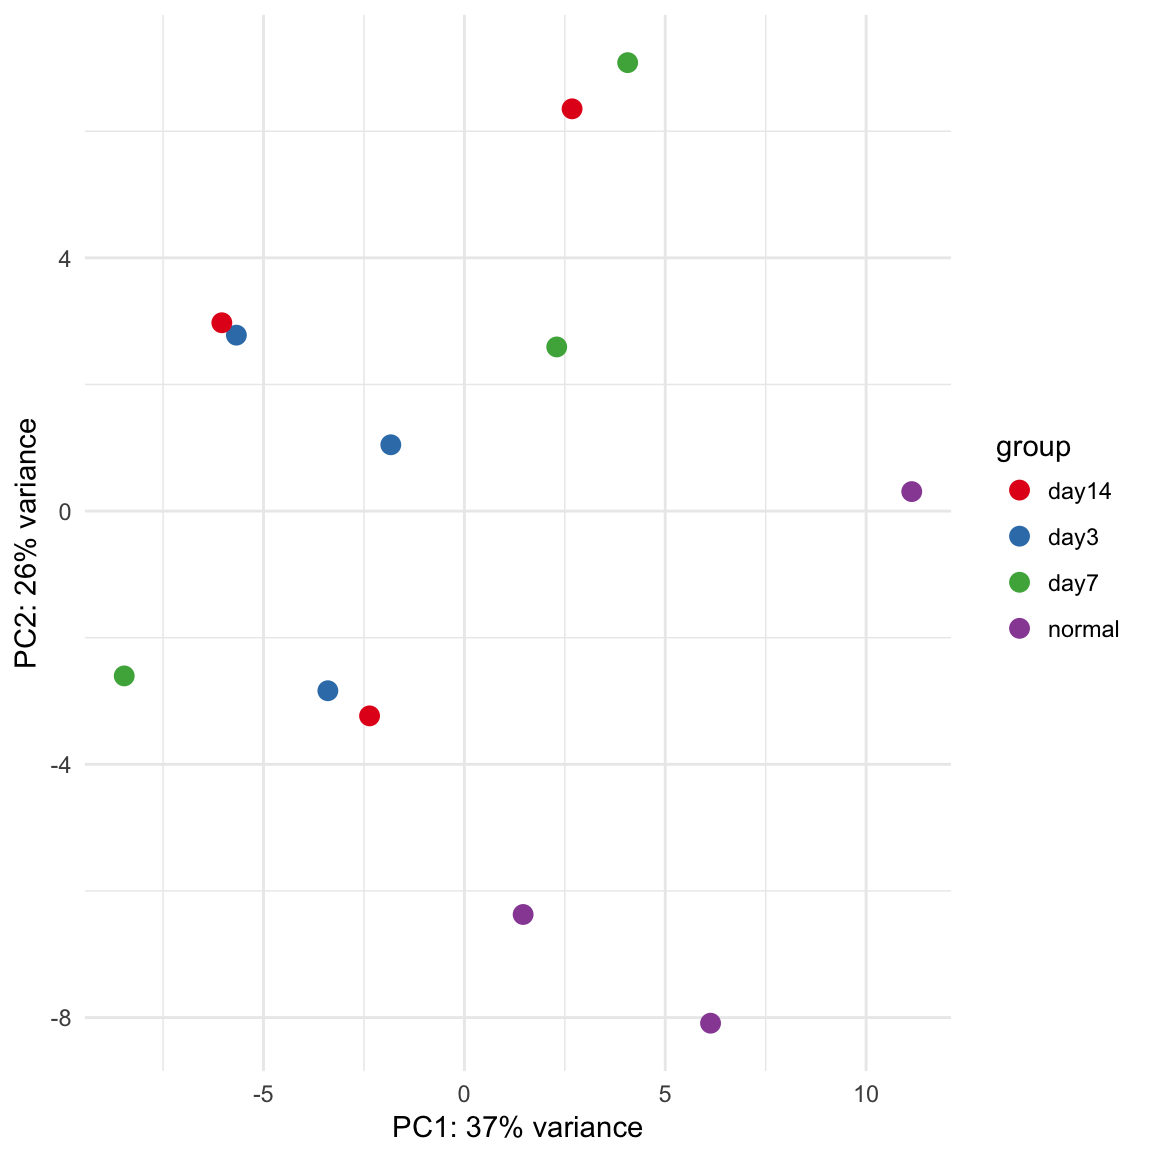 4
0
-4
-8
-5
0
5
10
PC1: 37% variance
PC2: 26% variance
group
day14
day3
day7
normal